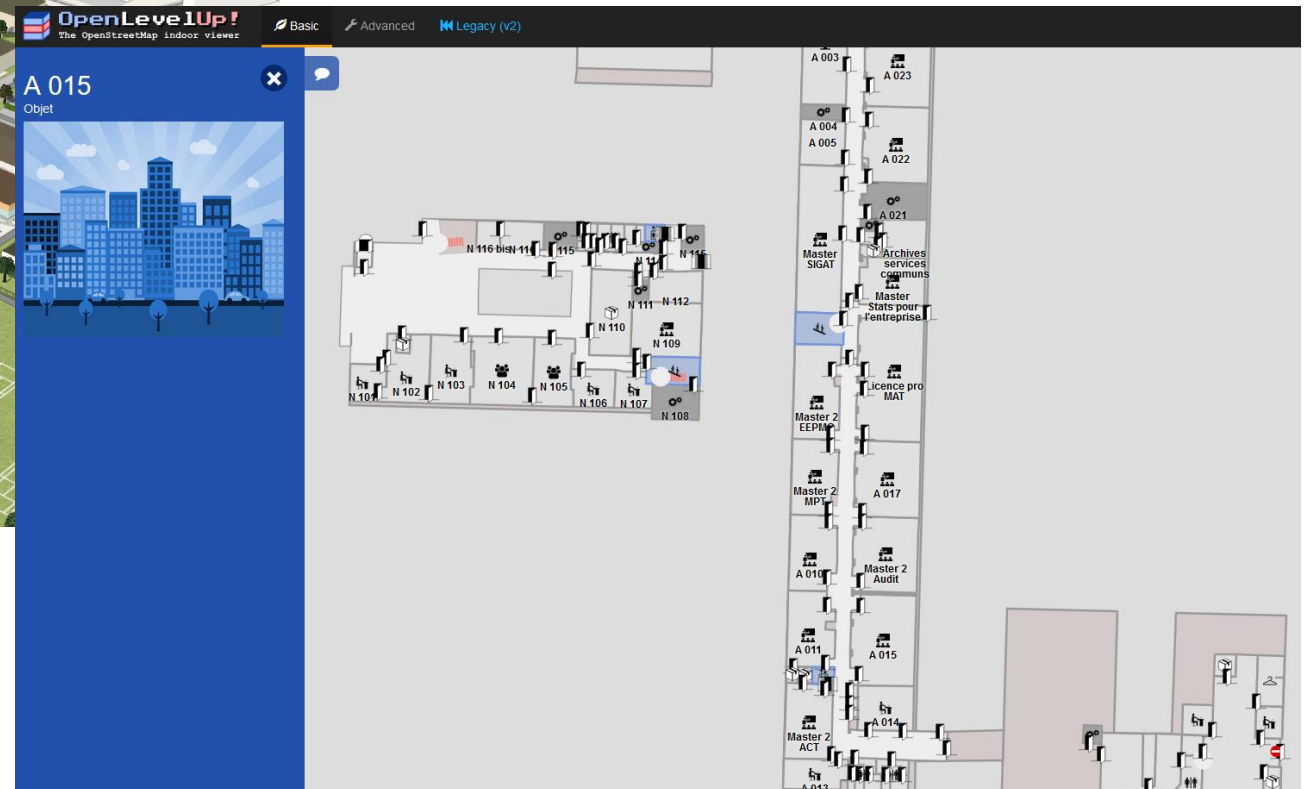 OpenLevelUp!
The OpenStreetMap indoor viewer
Basic
Advanced
Legacy (v2)
A 015
Objet
A 003
A 023
A 004
A 005
A 022
A 021
Master
SIGAT
Archives
services
communs
Master
Stats pour
l'entreprise
Licence pro
MAT
Master 2
Master 2
MPT
A 017
A 010
Master 2
Audit
A 011
A 015
A 014
Master 2
ACT
A 013
N 116 bis
N 111
N 112
N 110
N 109
N 101
N 102
N 103
N 104
N 105
N 106
N 107
N 108